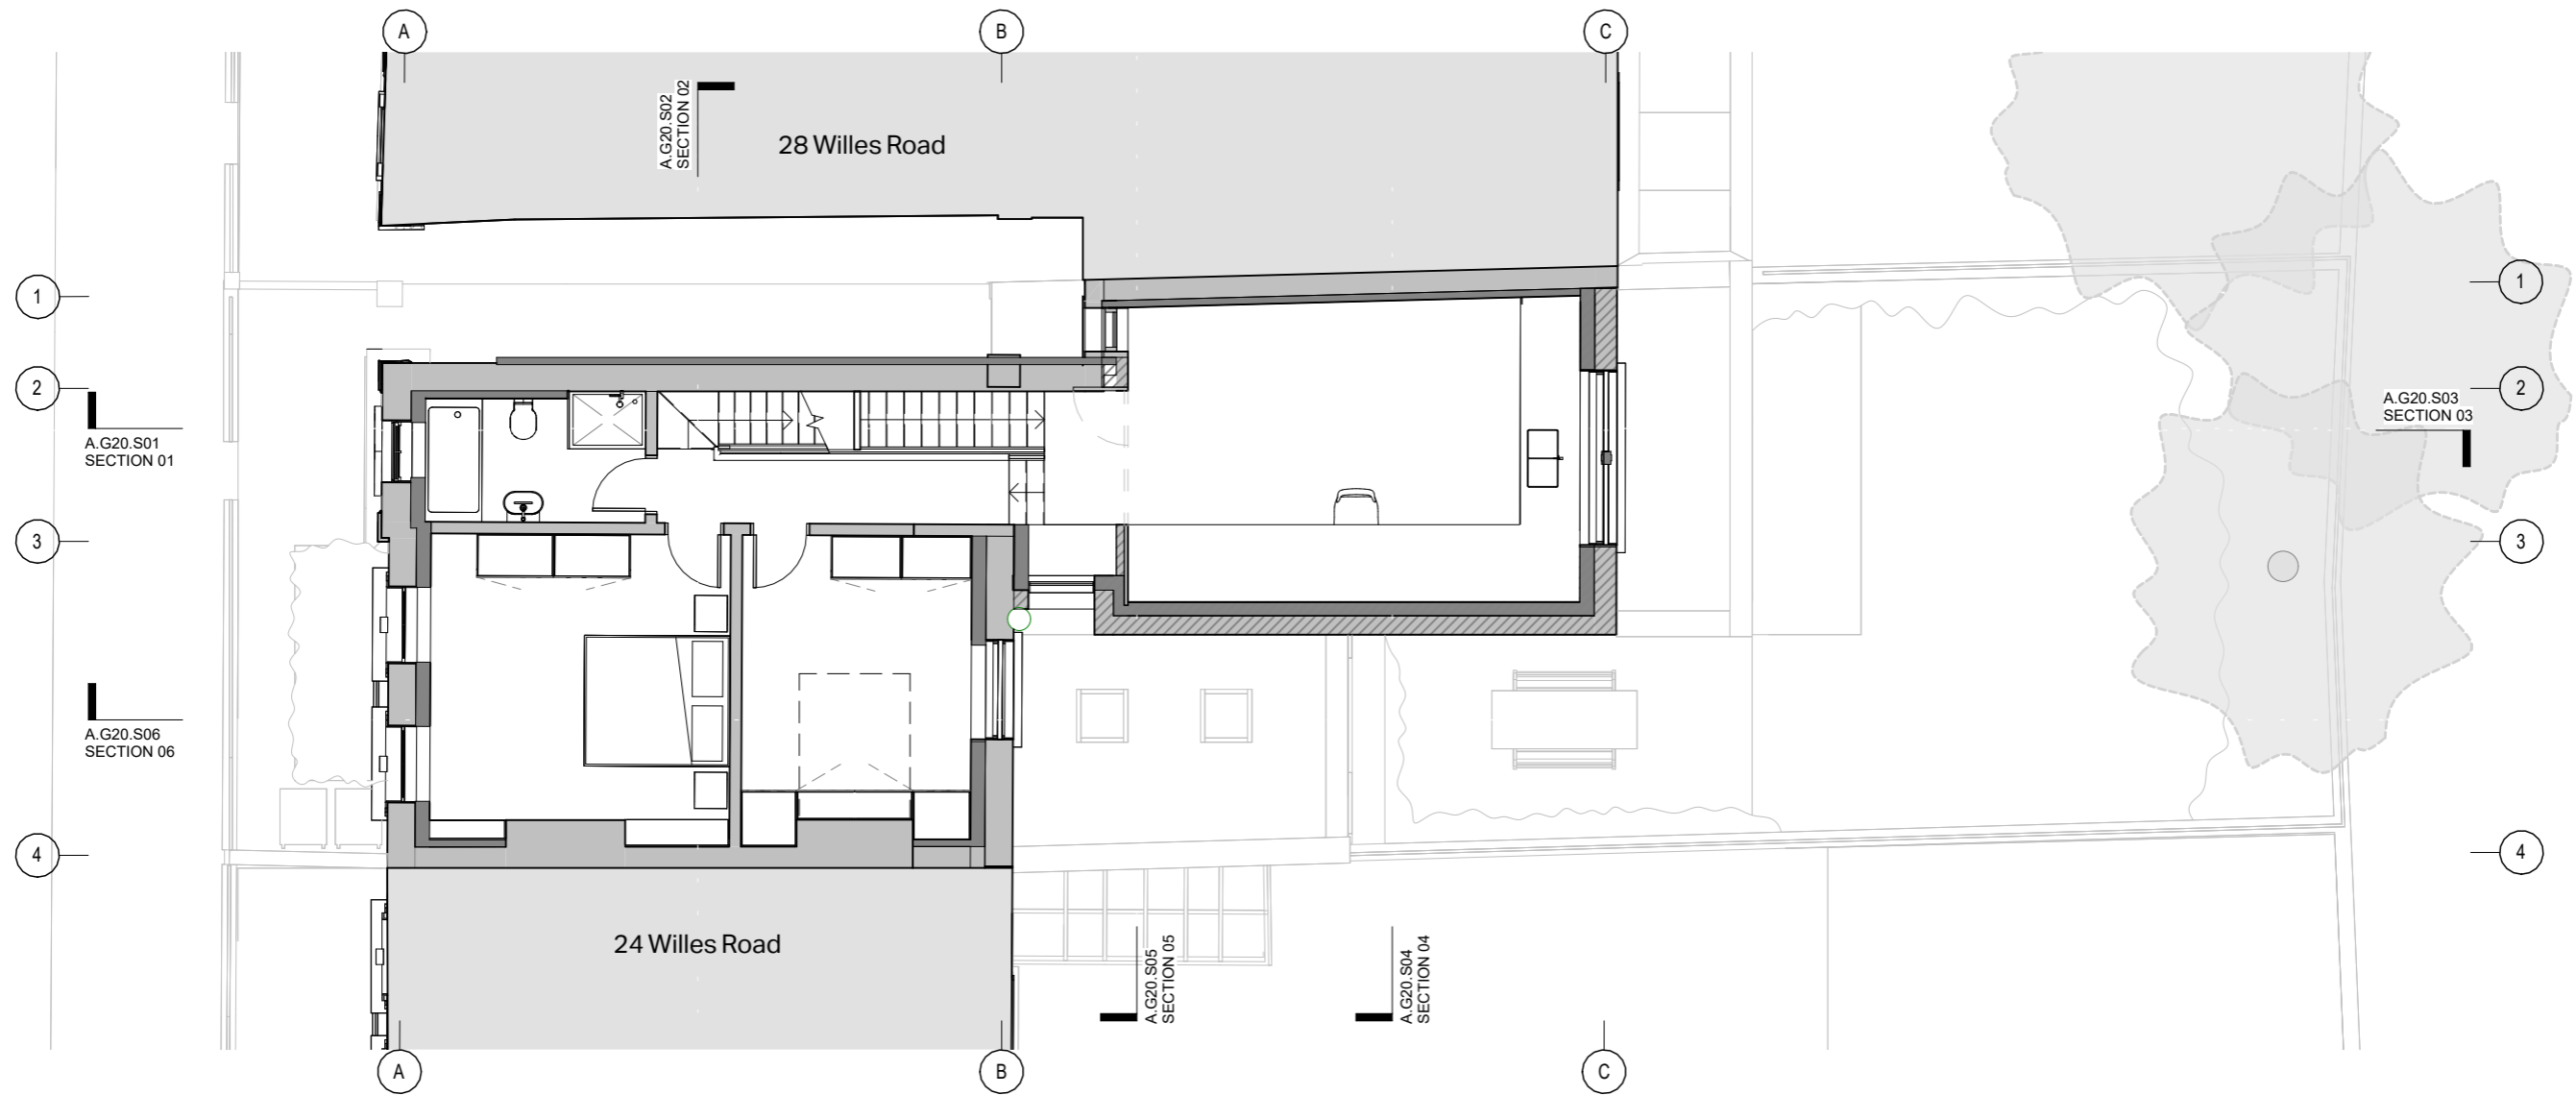 A
B
C
A.G20.S02
SECTION 02
28 Willes Road
1
1
2
2
A.G20.S01
SECTION 01
A.G20.S03
SECTION 03
3
3
A.G20.S06
SECTION 06
4
4
24 Willes Road
A.G20.S05
SECTION 05
A.G20.S04
SECTION 04
A
B
C